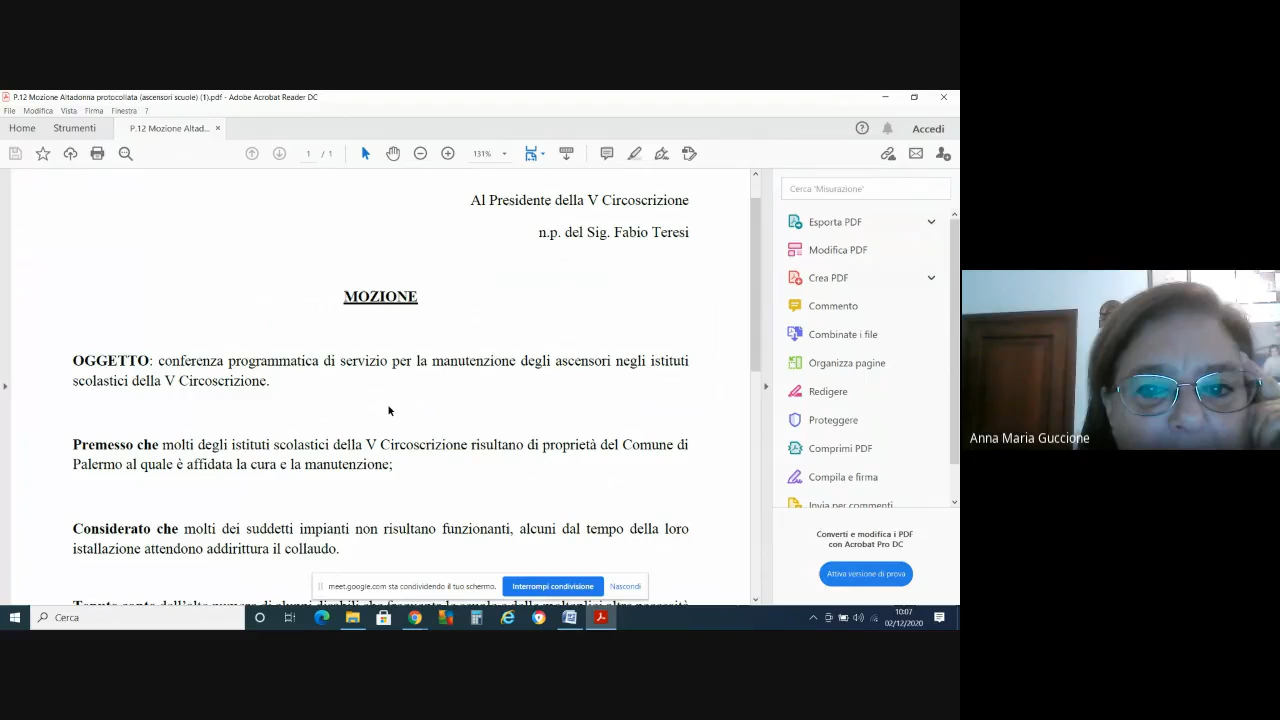 P.12 Mozione Altadonna protocollata (ascensori scuole) (1).pdf - Adobe Acrobat Reader DC
File Modifica Vista Firma Finestra ?
Home Strumenti P.12 Mozione Altad... × Accedi
1 / 1 131%
Al Presidente della V Circoscrizione
n.p. del Sig. Fabio Teresi
MOZIONE
OGGETTO: conferenza programmatica di servizio per la manutenzione degli ascensori negli istituti
scolastici della V Circoscrizione.
Premesso che molti degli istituti scolastici della V Circoscrizione risultano di proprietà del Comune di
Palermo al quale è affidata la cura e la manutenzione;
Considerato che molti dei suddetti impianti non risultano funzionanti, alcuni dal tempo della loro
istallazione attendono addirittura il collaudo.
meet.google.com sta condividendo il tuo schermo. Interrompi condivisione Nascondi
Cerca 'Misurazione'
Esporta PDF
Modifica PDF
Crea PDF
Commento
Combinate i file
Organizza pagine
Redigere
Proteggere
Comprimi PDF
Compila e firma
Invia per commenti
Converti e modifica i PDF
con Acrobat Pro DC
Attiva versione di prova
Cerca
10:07
02/12/2020
Anna Maria Guccione